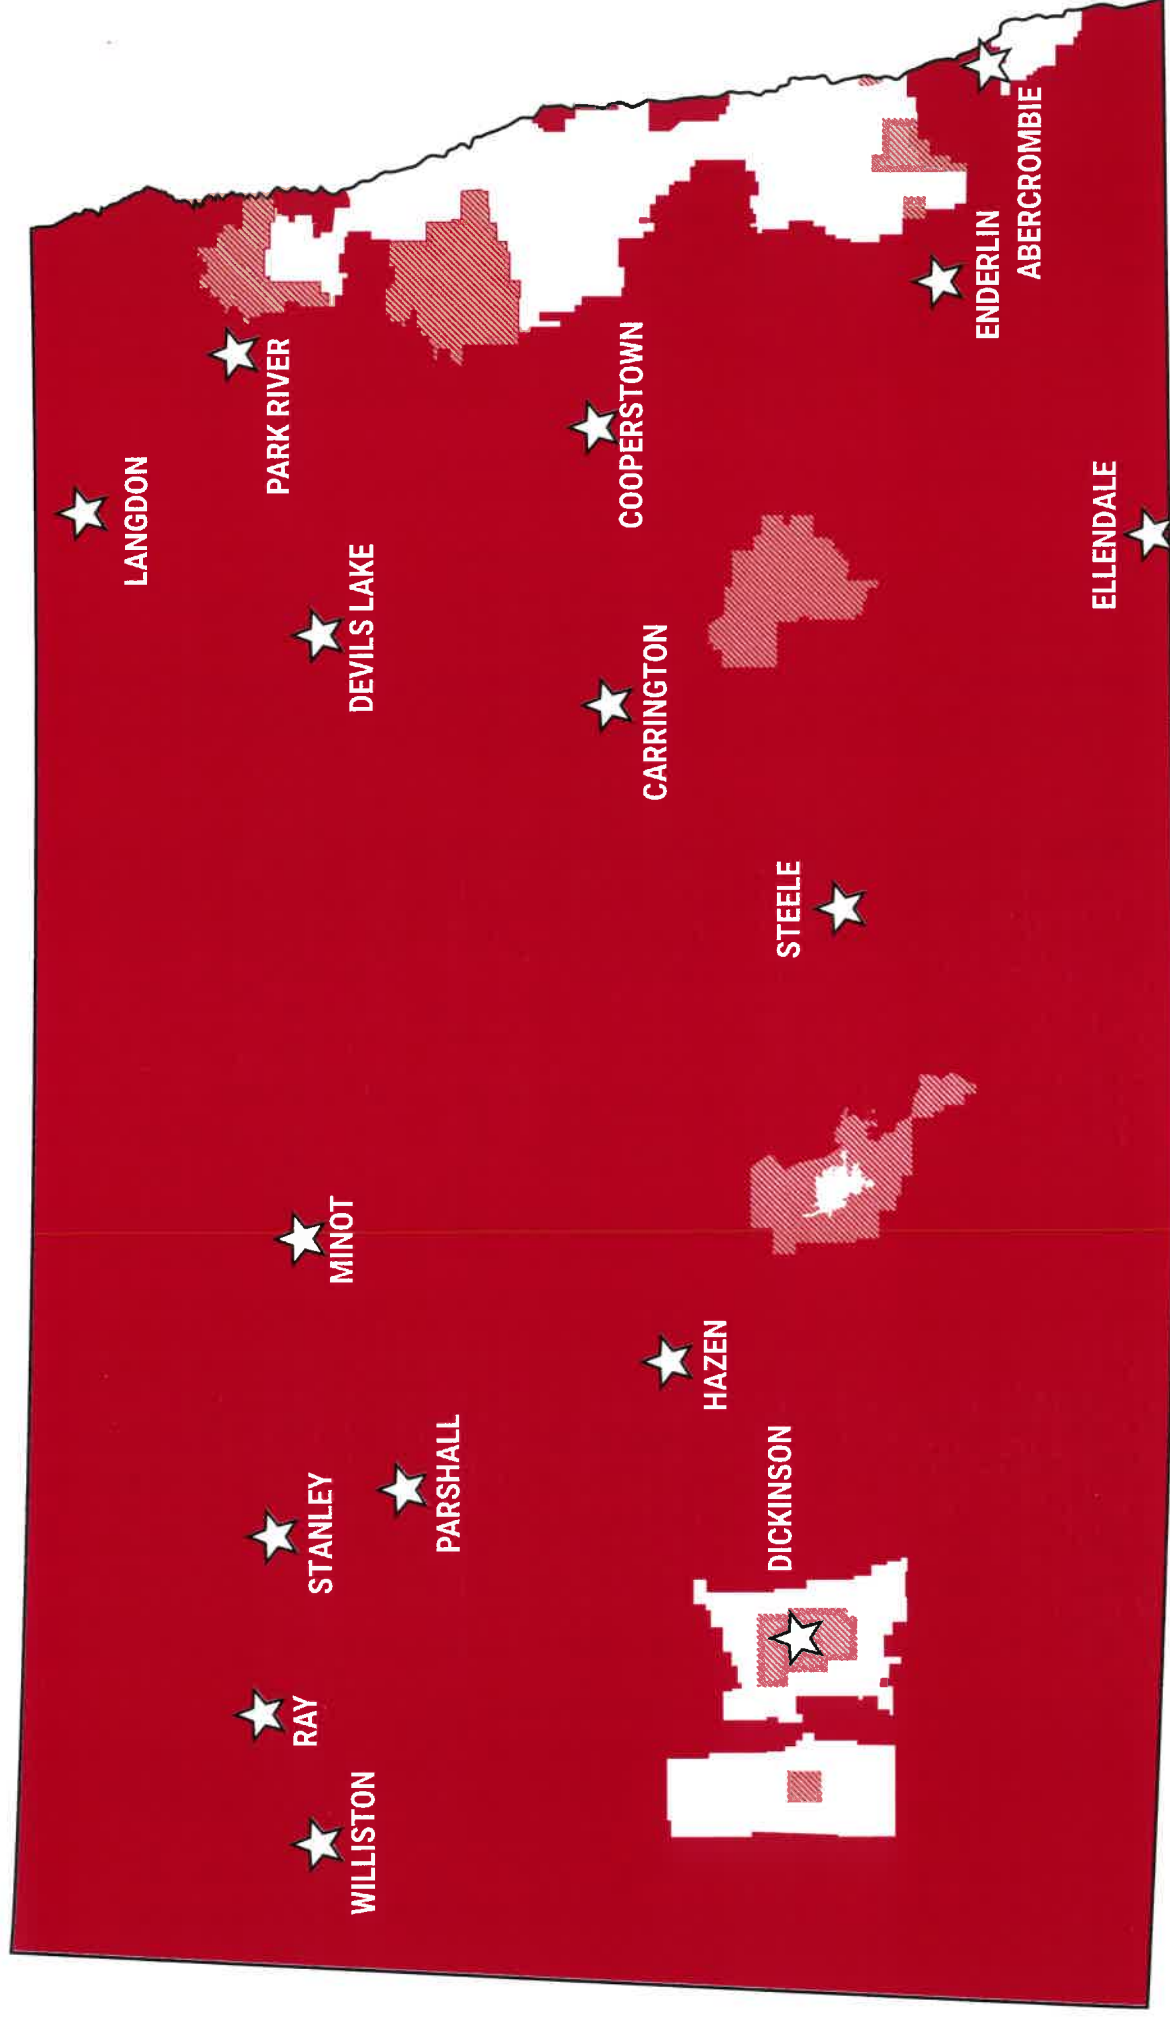 LANGDON
PARK RIVER
DEVILS LAKE
MINOT
STANLEY
RAY
WILLISTON
PARSHALL
COOPERSTOWN
CARRINGTON
HAZEN
DICKINSON
STEELE
ENDERLIN
ABERCROMBIE
ELLENDALE